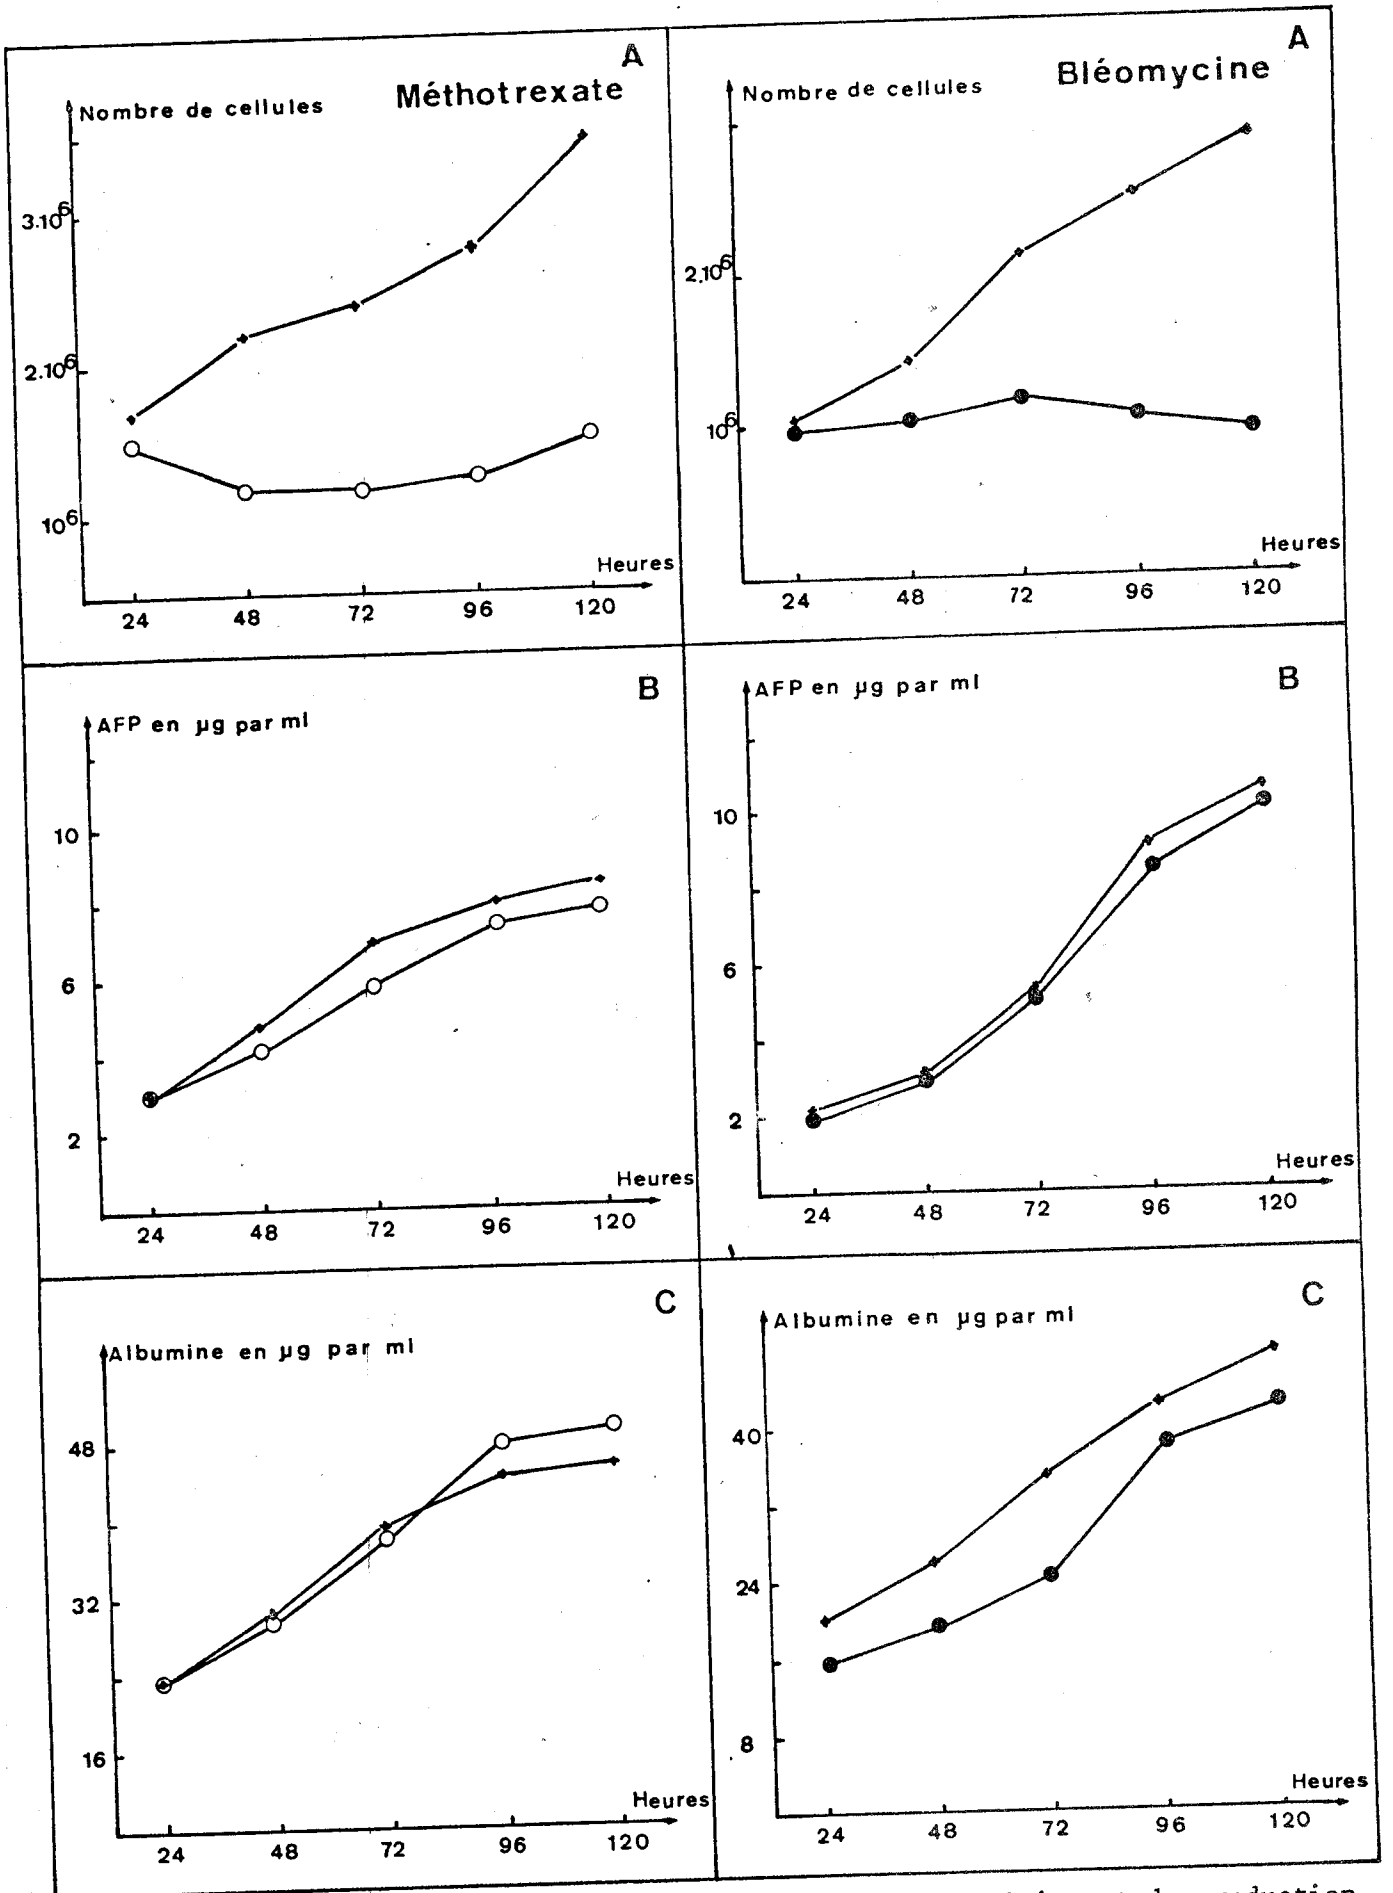 A
Méthotrexate
Nombre de cellules
3.10⁶
2.10⁶
10⁶
Heures
24 48 72 96 120
A
Bléomycine
Nombre de cellules
2.10⁶
10⁶
Heures
24 48 72 96 120
B
AFP en µg par ml
10
6
2
Heures
24 48 72 96 120
B
AFP en µg par ml
10
6
2
Heures
24 48 72 96 120
C
Albumine en µg par ml
48
32
16
Heures
24 48 72 96 120
C
Albumine en µg par ml
40
24
8
Heures
24 48 72 96 120